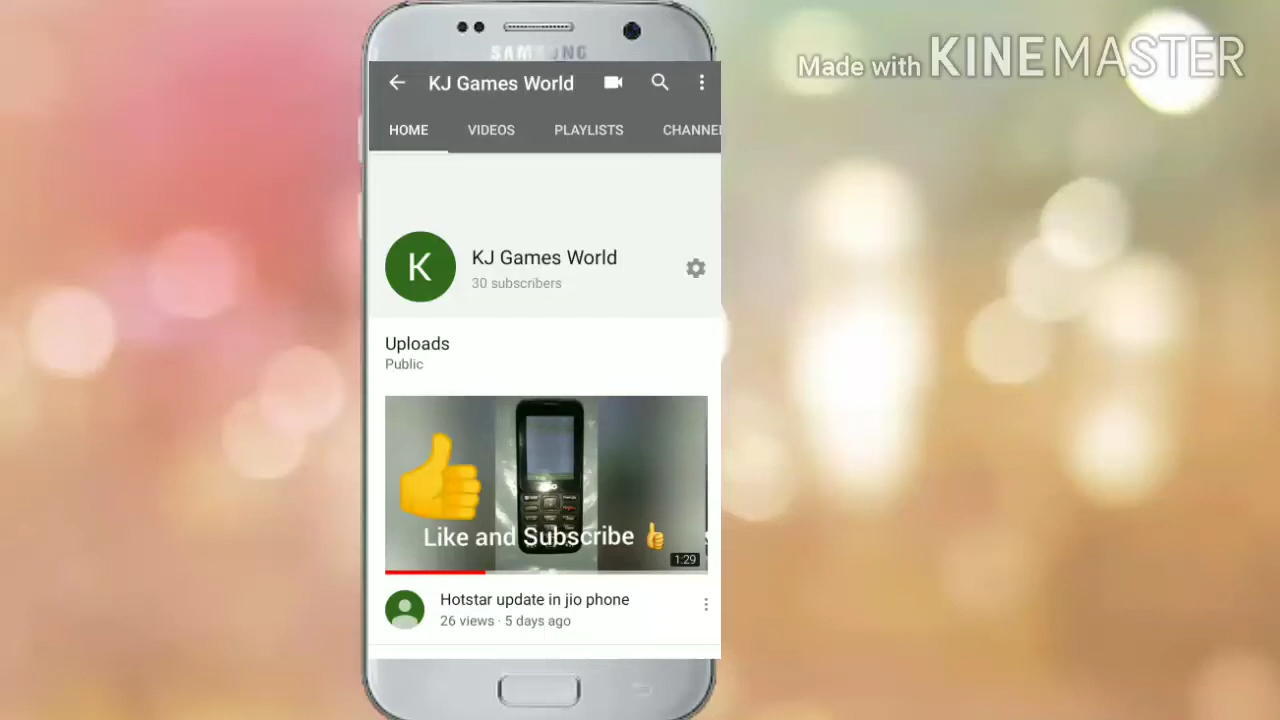 Made with KINEMASTER
SAMSUNG
KJ Games World
HOME VIDEOS PLAYLISTS CHANNE
K
KJ Games World
30 subscribers
Uploads
Public
Like and Subscribe 👍
1:29
Hotstar update in jio phone
26 views · 5 days ago